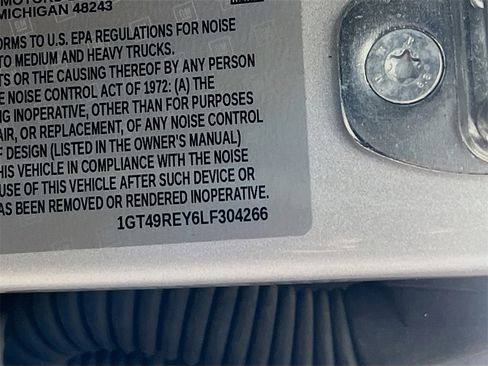 MICHIGAN 48243
ORMS TO U.S. EPA REGULATIONS FOR NOISE
TO MEDIUM AND HEAVY TRUCKS.
TS OR THE CAUSING THEREOF BY ANY PERSON
E NOISE CONTROL ACT OF 1972: (A) THE
NG INOPERATIVE, OTHER THAN FOR PURPOSES
AIR, OR REPLACEMENT, OF ANY NOISE CONTROL
F DESIGN (LISTED IN THE OWNER'S MANUAL)
THIS VEHICLE IN COMPLIANCE WITH THE NOISE
USE OF THIS VEHICLE AFTER SUCH DEVICE OR
AS BEEN REMOVED OR RENDERED INOPERATIVE.
1GT49REY6LF304266